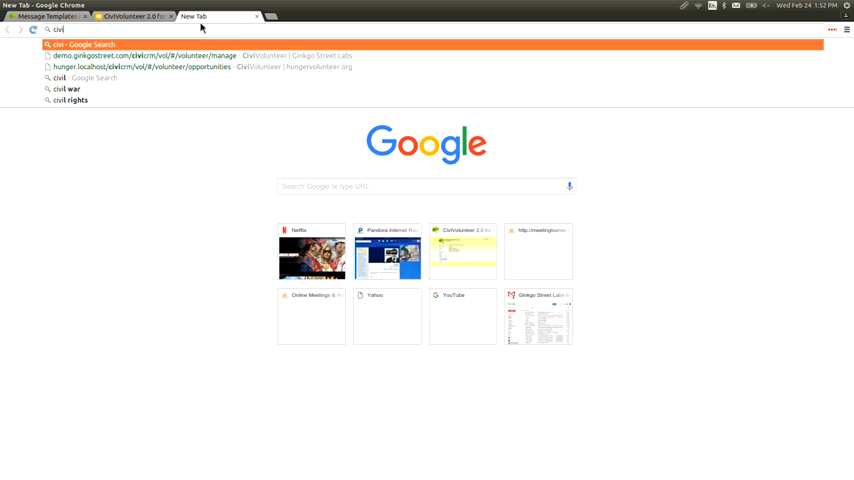 New Tab - Google Chrome
En
Wed Feb 24 1:52 PM
Message Templates
CiviVolunteer 2.0 fo
New Tab
civi
civi - Google Search
demo.ginkgostreet.com/civicrm/vol/#/volunteer/manage - CiviVolunteer | Ginkgo Street Labs
hunger.localhost/civicrm/vol/#/volunteer/opportunities - CiviVolunteer | hungervolunteer.org
civil - Google Search
civil war
civil rights
Google
Search Google or type URL
Netflix
Pandora Internet Ra
CiviVolunteer 2.0 fo
http://meetingburner
Online Meetings &
Yahoo
YouTube
Ginkgo Street Labs